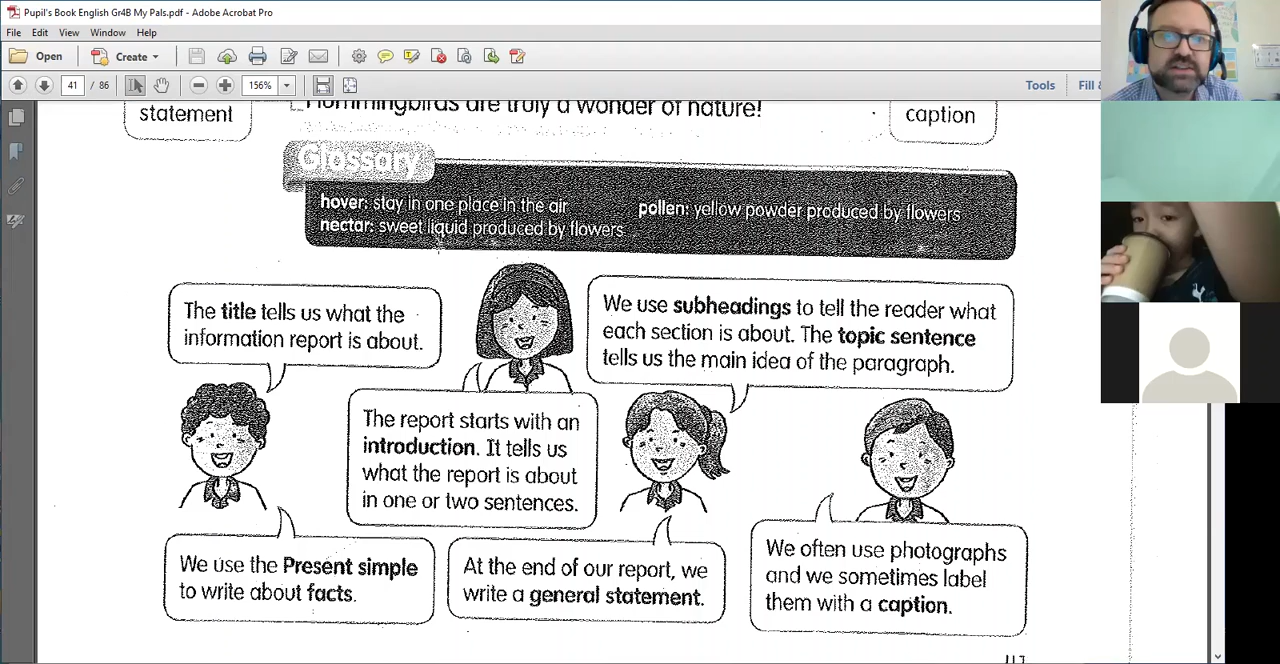 Pupil's Book English Gr4B My Pals.pdf - Adobe Acrobat Pro
File Edit View Window Help
Open Create
41 / 86 156% Tools Fill &
statement
Hummingbirds are truly a wonder of nature!
caption
Glossary
hover: stay in one place in the air
nectar: sweet liquid produced by flowers
pollen: yellow powder produced by flowers
The title tells us what the
information report is about.
We use subheadings to tell the reader what
each section is about. The topic sentence
tells us the main idea of the paragraph.
The report starts with an
introduction. It tells us
what the report is about
in one or two sentences.
We use the Present simple
to write about facts.
At the end of our report, we
write a general statement.
We often use photographs
and we sometimes label
them with a caption.